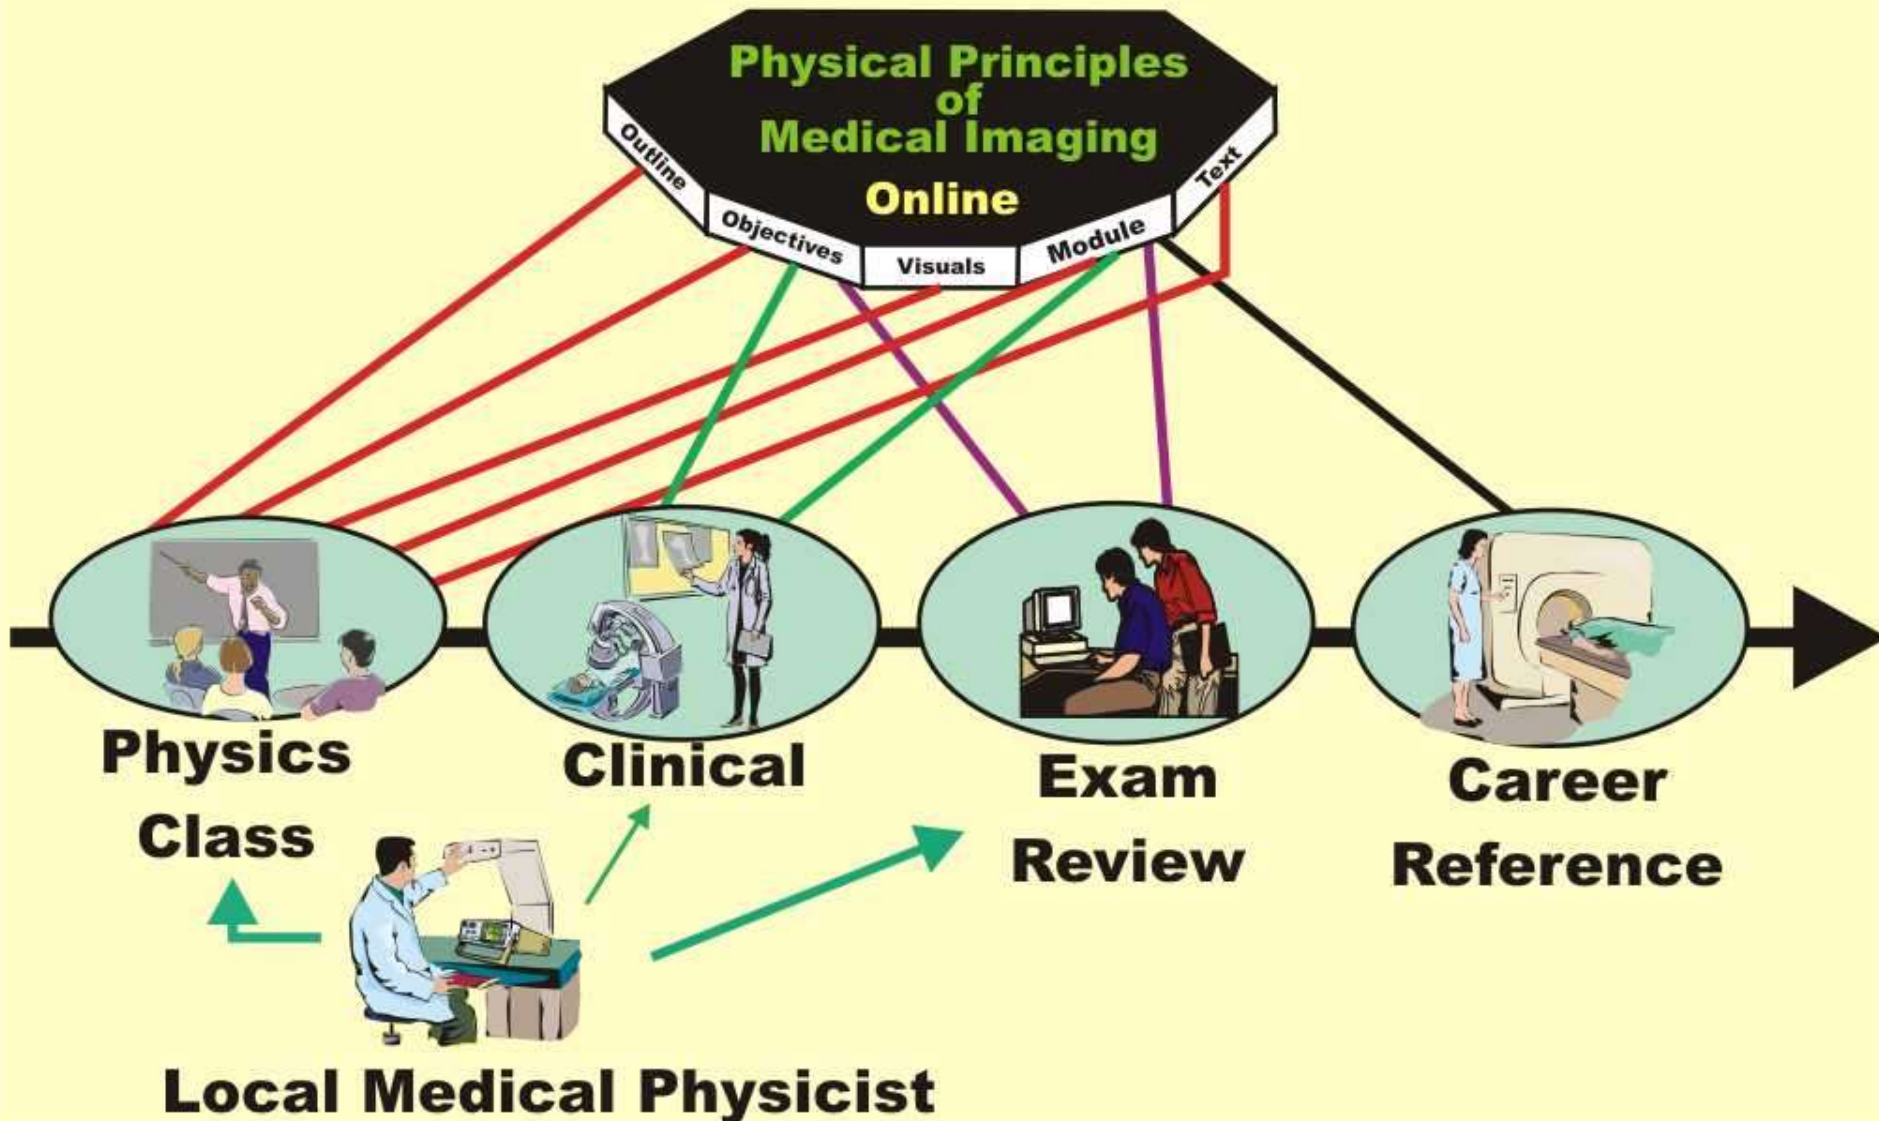 Physical Principles
of
Medical Imaging
Online
Outline
Objectives
Visuals
Module
Text
Physics
Class
Clinical
Exam
Review
Career
Reference
Local Medical Physicist